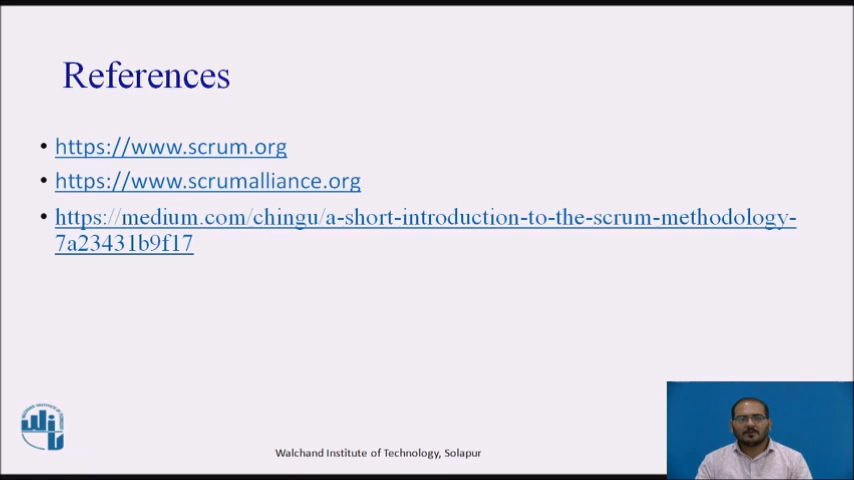 References
• https://www.scrum.org
• https://www.scrumalliance.org
• https://medium.com/chingu/a-short-introduction-to-the-scrum-methodology-
7a23431b9f17
Walchand Institute of Technology, Solapur